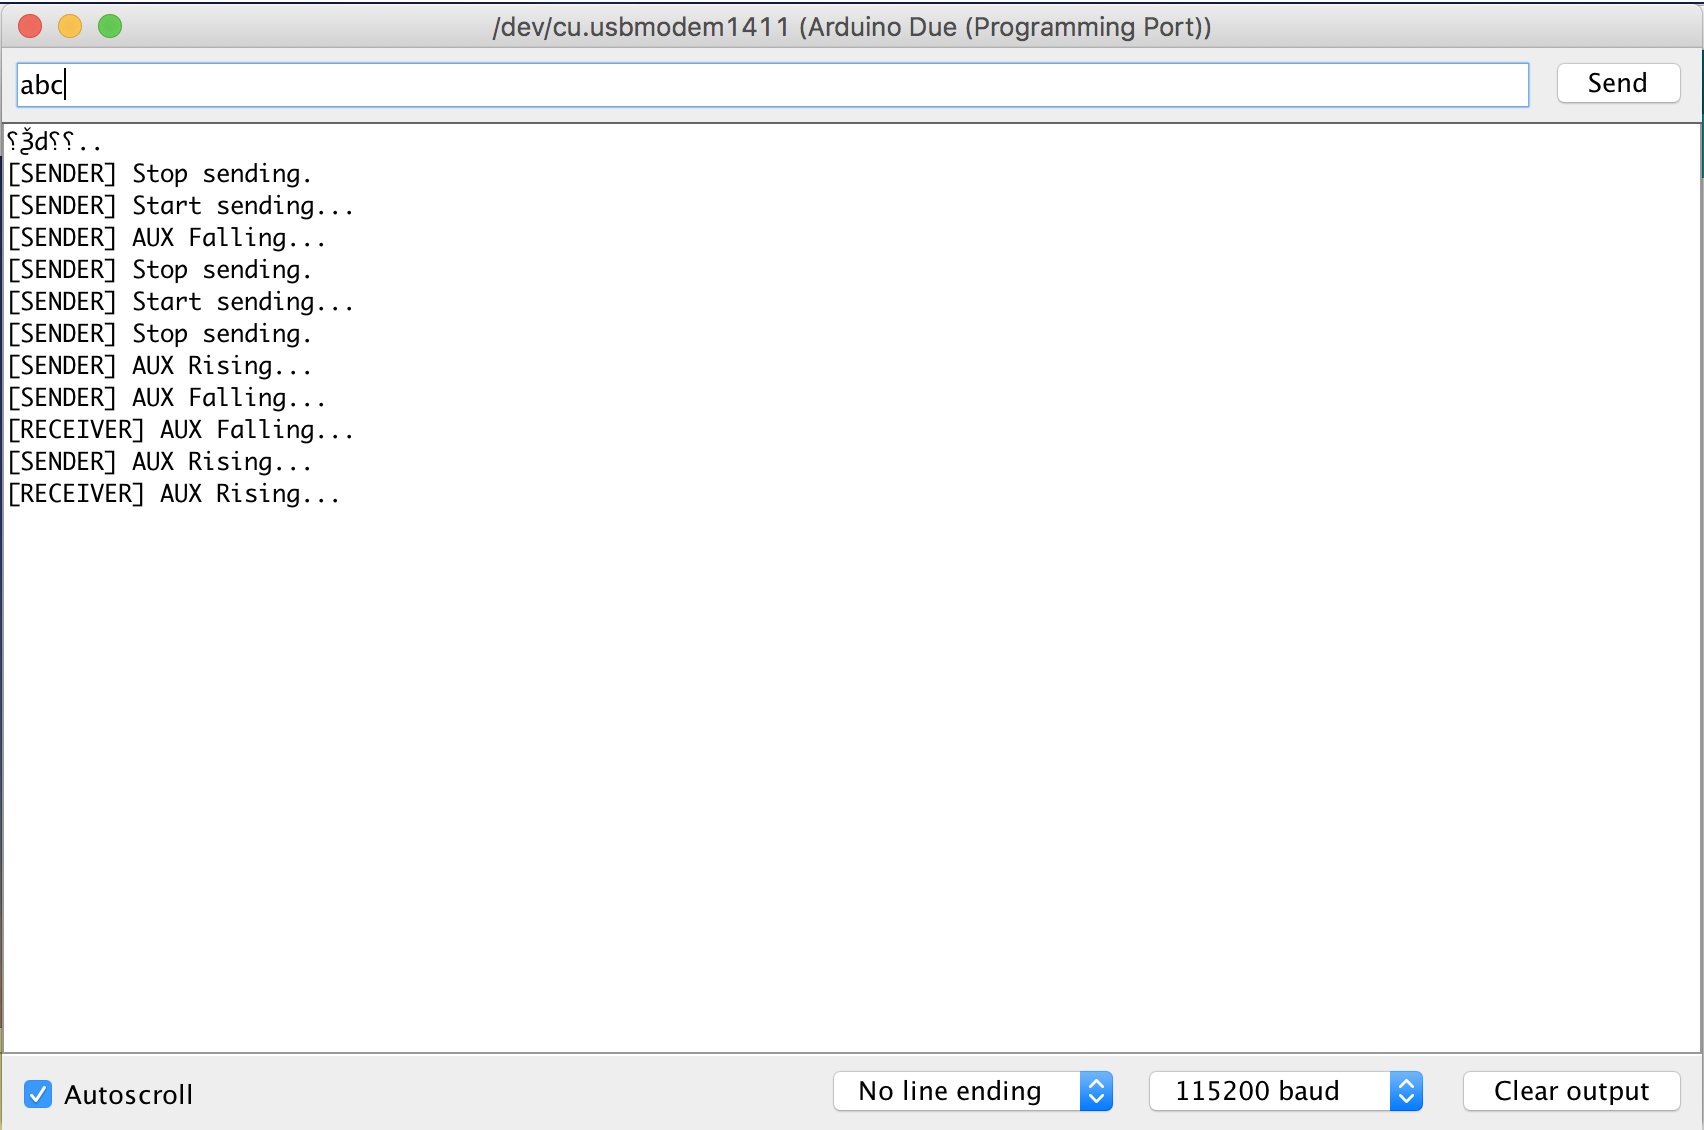 /dev/cu.usbmodem1411 (Arduino Due (Programming Port))
abc
Send
⸮Ǯd⸮⸮..
[SENDER] Stop sending.
[SENDER] Start sending...
[SENDER] AUX Falling...
[SENDER] Stop sending.
[SENDER] Start sending...
[SENDER] Stop sending.
[SENDER] AUX Rising...
[SENDER] AUX Falling...
[RECEIVER] AUX Falling...
[SENDER] AUX Rising...
[RECEIVER] AUX Rising...
Autoscroll
No line ending
115200 baud
Clear output